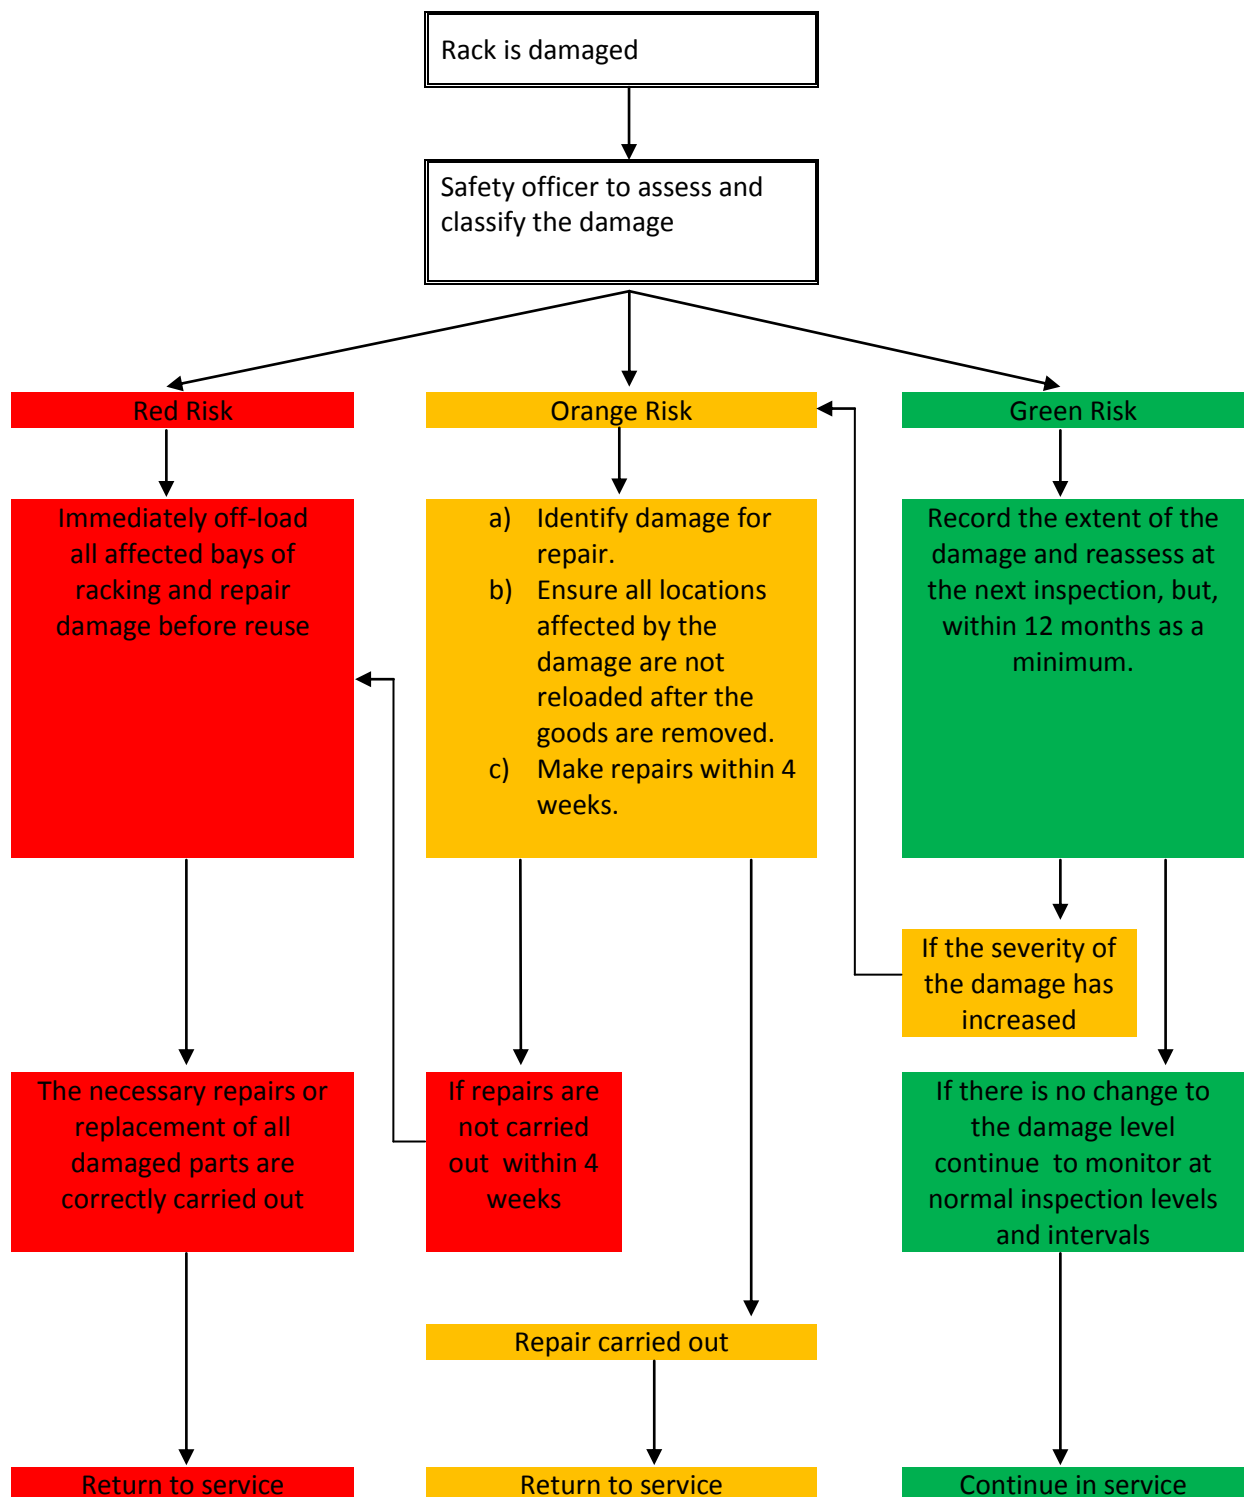 Rack is damaged
Safety officer to assess and
classify the damage
Red Risk
Orange Risk
Green Risk
Immediately off-load
all affected bays of
racking and repair
damage before reuse
a) Identify damage for
repair.
b) Ensure all locations
affected by the
damage are not
reloaded after the
goods are removed.
c) Make repairs within 4
weeks.
Record the extent of the
damage and reassess at
the next inspection, but,
within 12 months as a
minimum.
If the severity of
the damage has
increased
The necessary repairs or
replacement of all
damaged parts are
correctly carried out
If repairs are
not carried
out  within 4
weeks
If there is no change to
the damage level
continue  to monitor at
normal inspection levels
and intervals
Repair carried out
Return to service
Return to service
Continue in service